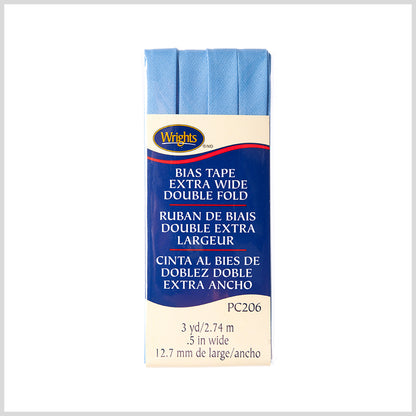 Wrights
BIAS TAPE
EXTRA WIDE
DOUBLE FOLD
RUBAN DE BIAIS
DOUBLE EXTRA
LARGEUR
CINTA AL BIES DE
DOBLEZ DOBLE
EXTRA ANCHO
PC206
3 yd/2.74 m
.5 in wide
12.7 mm de large/ancho